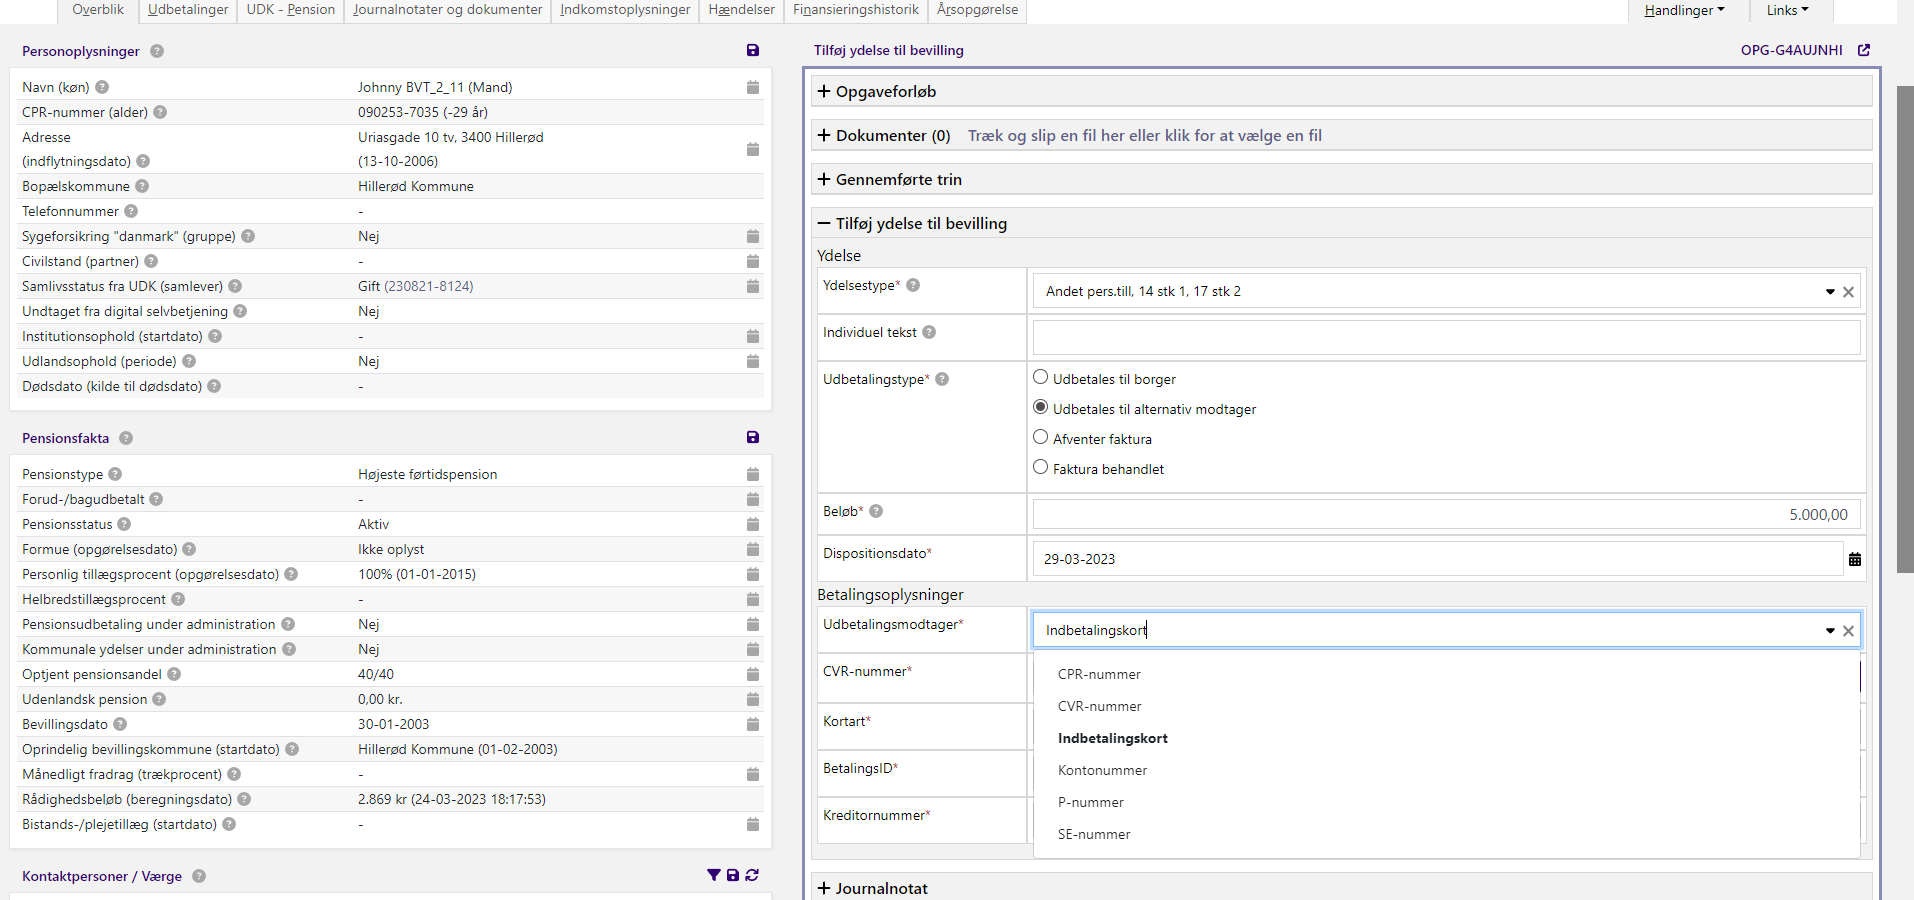 Overblik
Udbetalinger
UDK - Pension
Journalnotater og dokumenter
Indkomstoplysninger
Hændelser
Finansieringshistorik
Årsopgørelse
Handlinger
Links
Personoplysninger
Navn (køn) Johnny BVT_2_11 (Mand)
CPR-nummer (alder) 090253-7035 (-29 år)
Adresse Uriasgade 10 tv, 3400 Hillerød
(indflytningsdato) (13-10-2006)
Bopælskommune Hillerød Kommune
Telefonnummer -
Sygeforsikring "danmark" (gruppe) Nej
Civilstand (partner) -
Samlivsstatus fra UDK (samlever) Gift (230821-8124)
Undtaget fra digital selvbetjening Nej
Institutionsophold (startdato) -
Udlandsophold (periode) Nej
Dødsdato (kilde til dødsdato) -
Pensionsfakta
Pensionstype Højeste førtidspension
Forud-/bagudbetalt -
Pensionsstatus Aktiv
Formue (opgørelsesdato) Ikke oplyst
Personlig tillægsprocent (opgørelsesdato) 100% (01-01-2015)
Helbredstillægsprocent -
Pensionsudbetaling under administration Nej
Kommunale ydelser under administration Nej
Optjent pensionsandel 40/40
Udenlandsk pension 0,00 kr.
Bevillingsdato 30-01-2003
Oprindelig bevillingskommune (startdato) Hillerød Kommune (01-02-2003)
Månedligt fradrag (trækprocent) -
Rådighedsbeløb (beregningsdato) 2.869 kr (24-03-2023 18:17:53)
Bistands-/plejetillæg (startdato) -
Kontaktpersoner / Værge
Tilføj ydelse til bevilling OPG-G4AUJNHI
Opgaveforløb
Dokumenter (0) Træk og slip en fil her eller klik for at vælge en fil
Gennemførte trin
Tilføj ydelse til bevilling
Ydelse
Ydelsestype* Andet pers.till, 14 stk 1, 17 stk 2
Individuel tekst
Udbetalingstype* Udbetales til borger
Udbetales til alternativ modtager
Afventer faktura
Faktura behandlet
Beløb* 5.000,00
Dispositionsdato* 29-03-2023
Betalingsoplysninger
Udbetalingsmodtager* Indbetalingskort
CPR-nummer
CVR-nummer
Indbetalingskort
Kontonummer
P-nummer
SE-nummer
CVR-nummer*
Kortart*
BetalingsID*
Kreditornummer*
Journalnotat